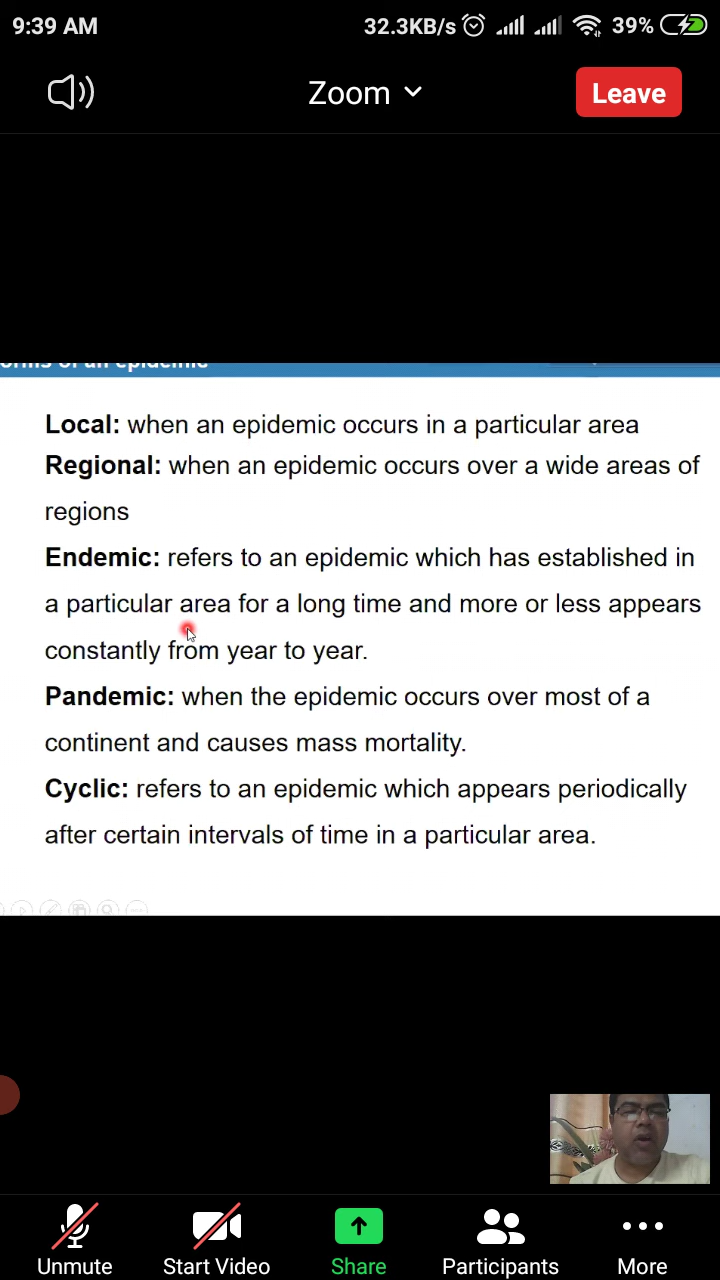 9:39 AM 32.3KB/s 39%
Zoom Leave
orms of an epidemic
Local: when an epidemic occurs in a particular area
Regional: when an epidemic occurs over a wide areas of
regions
Endemic: refers to an epidemic which has established in
a particular area for a long time and more or less appears
constantly from year to year.
Pandemic: when the epidemic occurs over most of a
continent and causes mass mortality.
Cyclic: refers to an epidemic which appears periodically
after certain intervals of time in a particular area.
Unmute Start Video Share Participants More